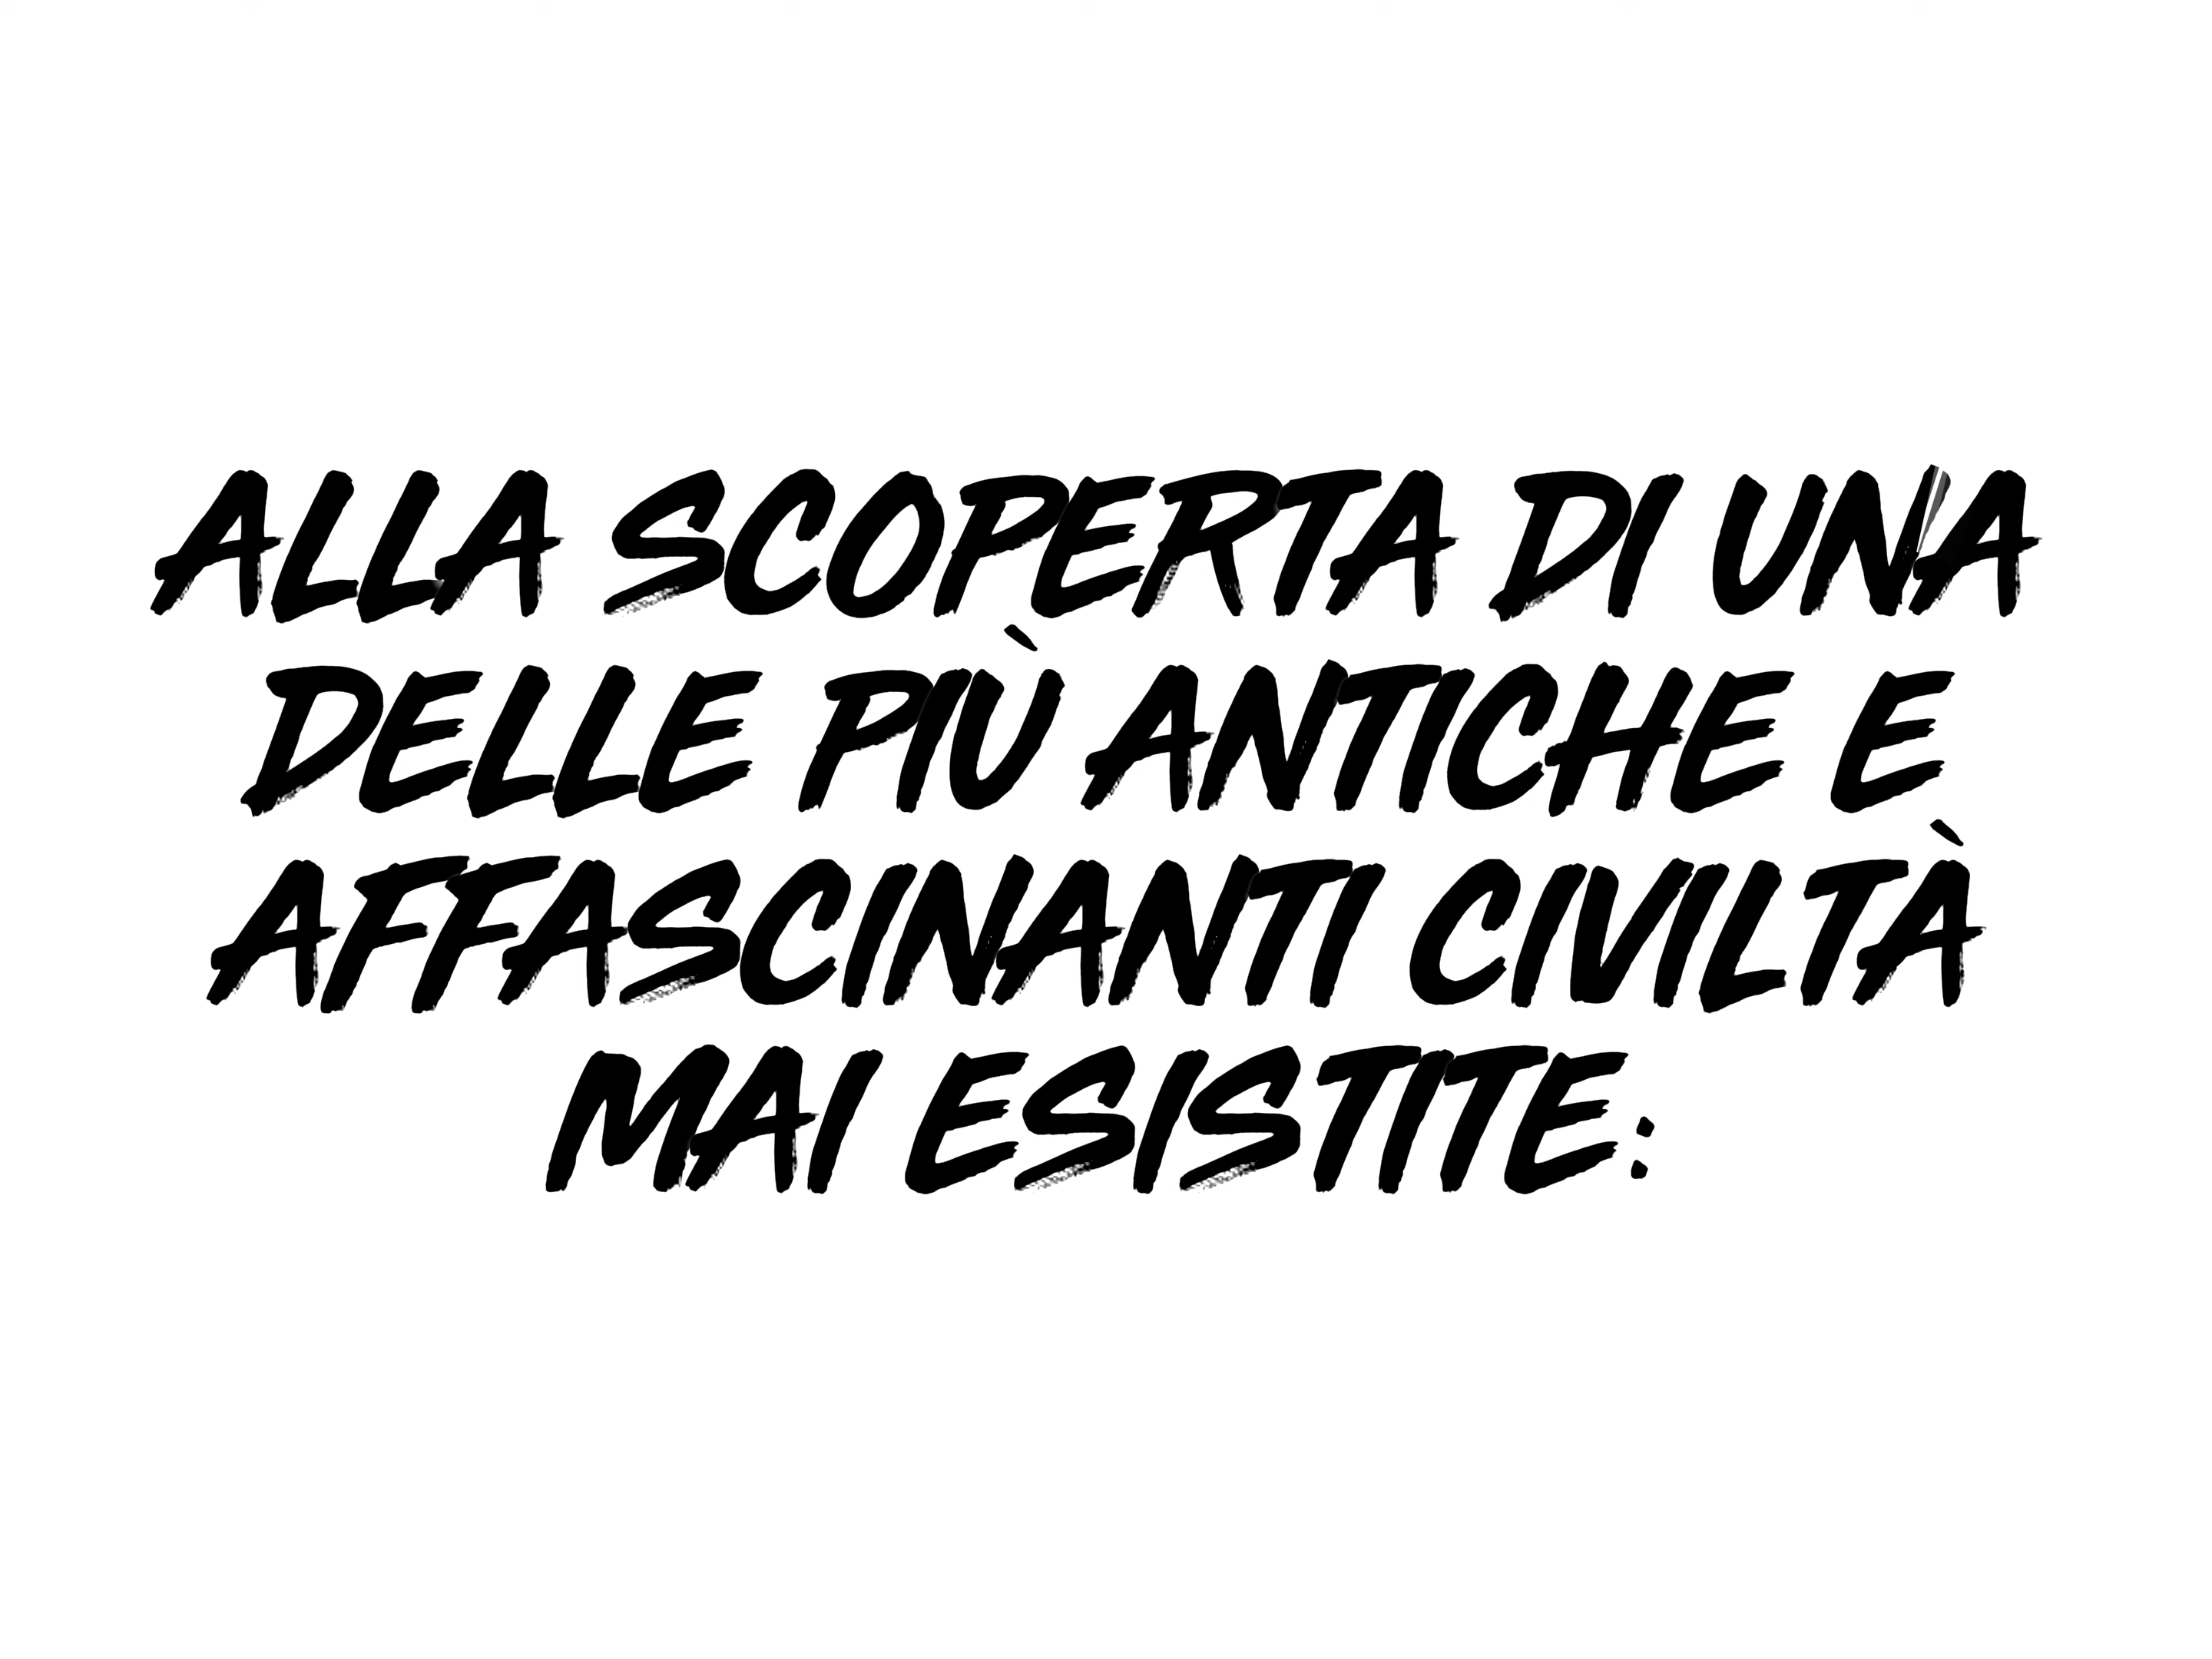 ALLA SCOPERTA DI UNA
DELLE PIÙ ANTICHE E
AFFASCINANTI CIVILTÀ
MAI ESISTITE: